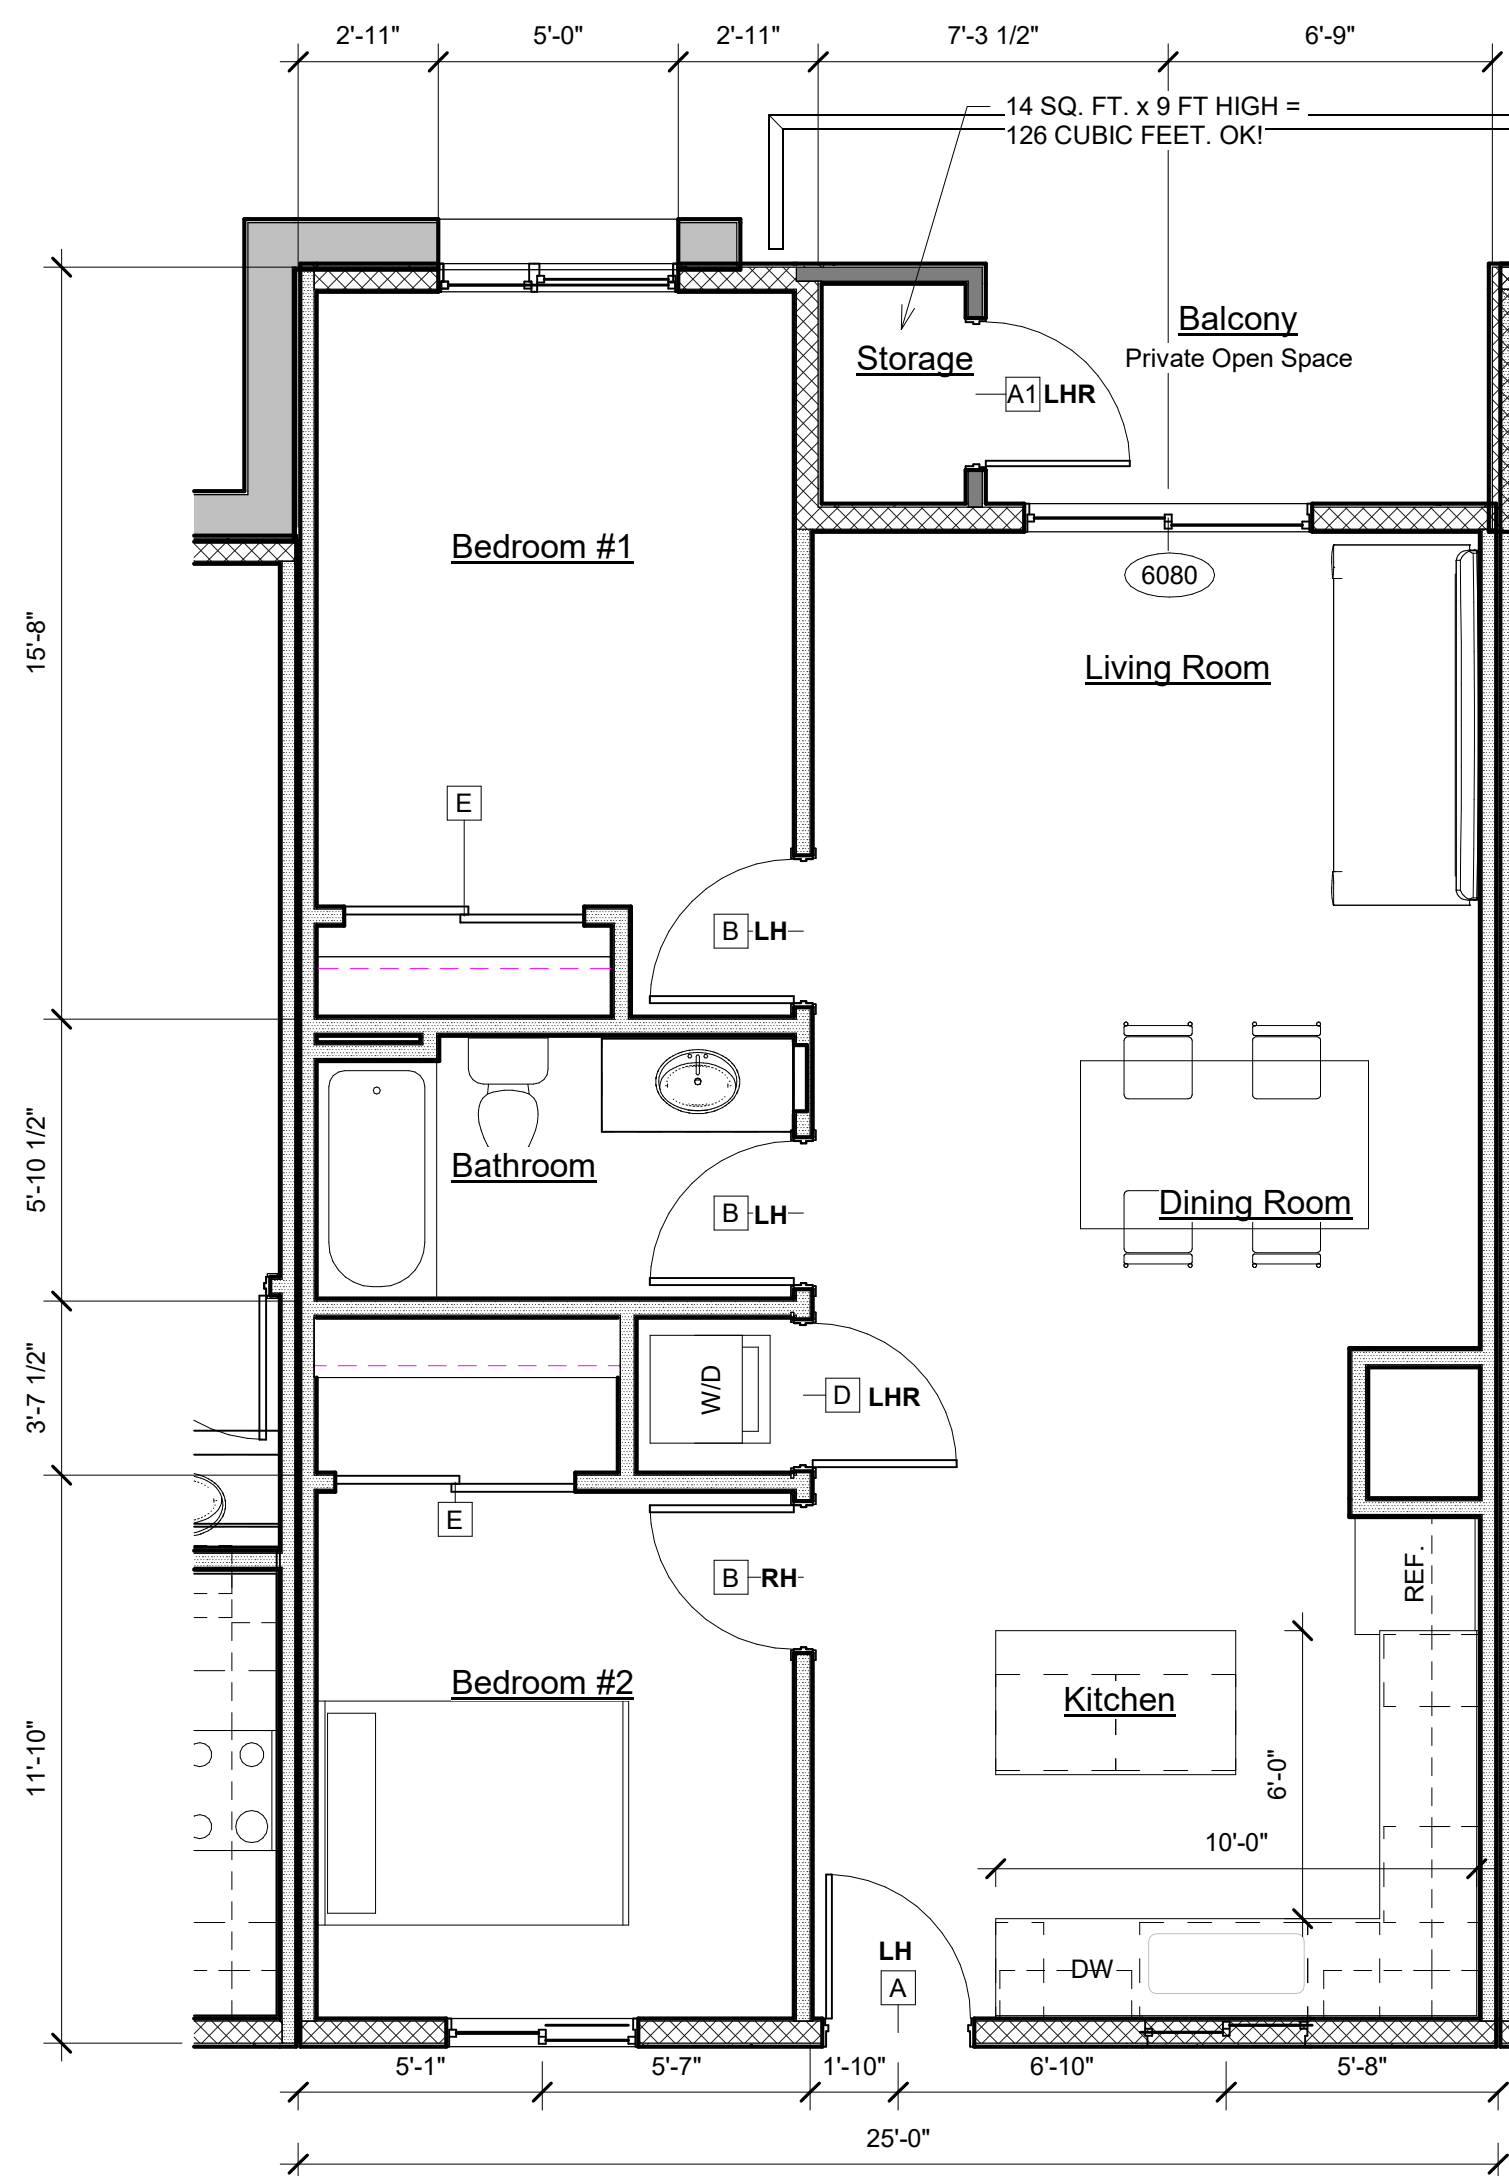 2'-11"
5'-0"
2'-11"
7'-3 1/2"
6'-9"
14 SQ. FT. x 9 FT HIGH =
126 CUBIC FEET. OK!
Balcony
Private Open Space
Storage
A1 LHR
Bedroom #1
6080
15'-8"
Living Room
E
B LH
5'-10 1/2"
Bathroom
B LH
Dining Room
3'-7 1/2"
W/D
D LHR
E
B RH
REF.
Bedroom #2
Kitchen
11'-10"
6'-0"
10'-0"
LH
A
DW
5'-1"
5'-7"
1'-10"
6'-10"
5'-8"
25'-0"